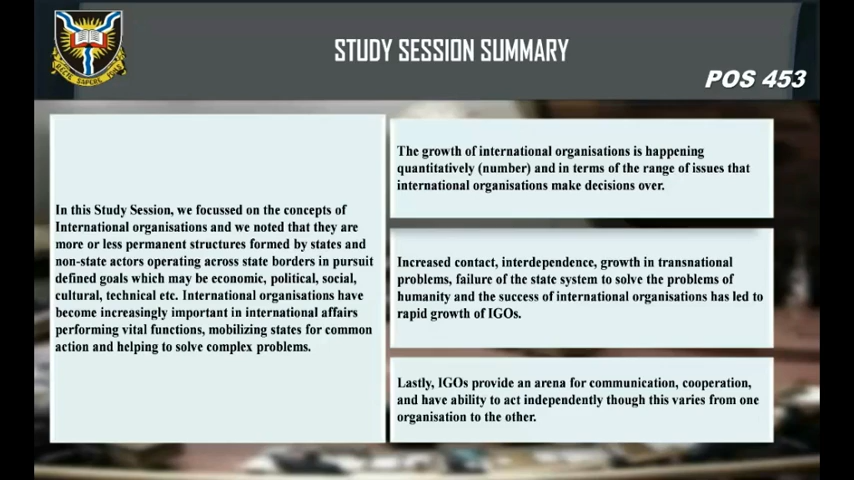 STUDY SESSION SUMMARY
POS 453
In this Study Session, we focussed on the concepts of
International organisations and we noted that they are
more or less permanent structures formed by states and
non-state actors operating across state borders in pursuit
defined goals which may be economic, political, social,
cultural, technical etc. International organisations have
become increasingly important in international affairs
performing vital functions, mobilizing states for common
action and helping to solve complex problems.
The growth of international organisations is happening
quantitatively (number) and in terms of the range of issues that
international organisations make decisions over.
Increased contact, interdependence, growth in transnational
problems, failure of the state system to solve the problems of
humanity and the success of international organisations has led to
rapid growth of IGOs.
Lastly, IGOs provide an arena for communication, cooperation,
and have ability to act independently though this varies from one
organisation to the other.